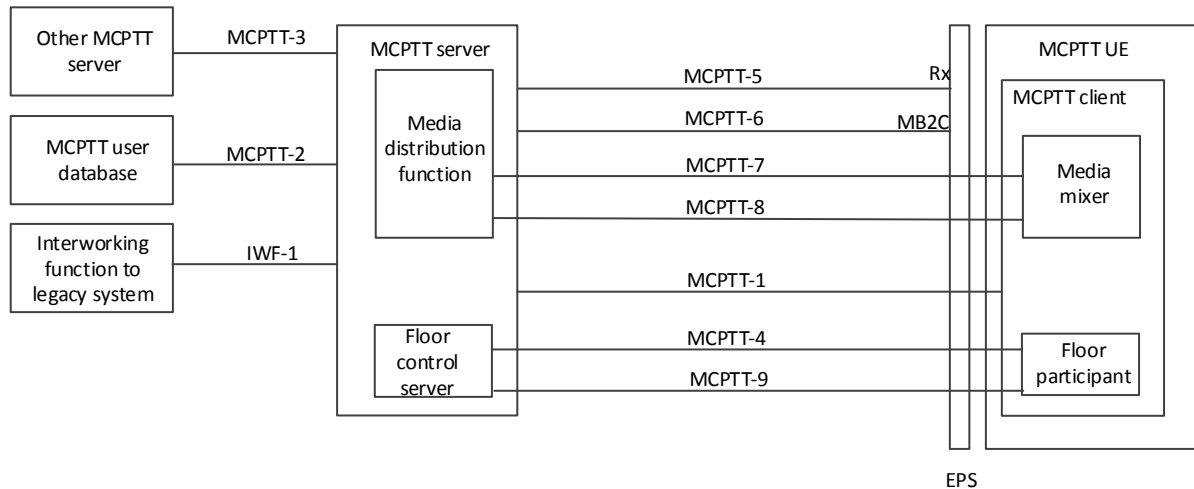 Other MCPTT
server
MCPTT-3
MCPTT user
database
MCPTT-2
Interworking
function to
legacy system
IWF-1
MCPTT server
Media
distribution
function
Floor
control
server
MCPTT-5
Rx
MCPTT-6
MB2C
MCPTT-7
MCPTT-8
MCPTT-1
MCPTT-4
MCPTT-9
EPS
MCPTT UE
MCPTT client
Media
mixer
Floor
participant